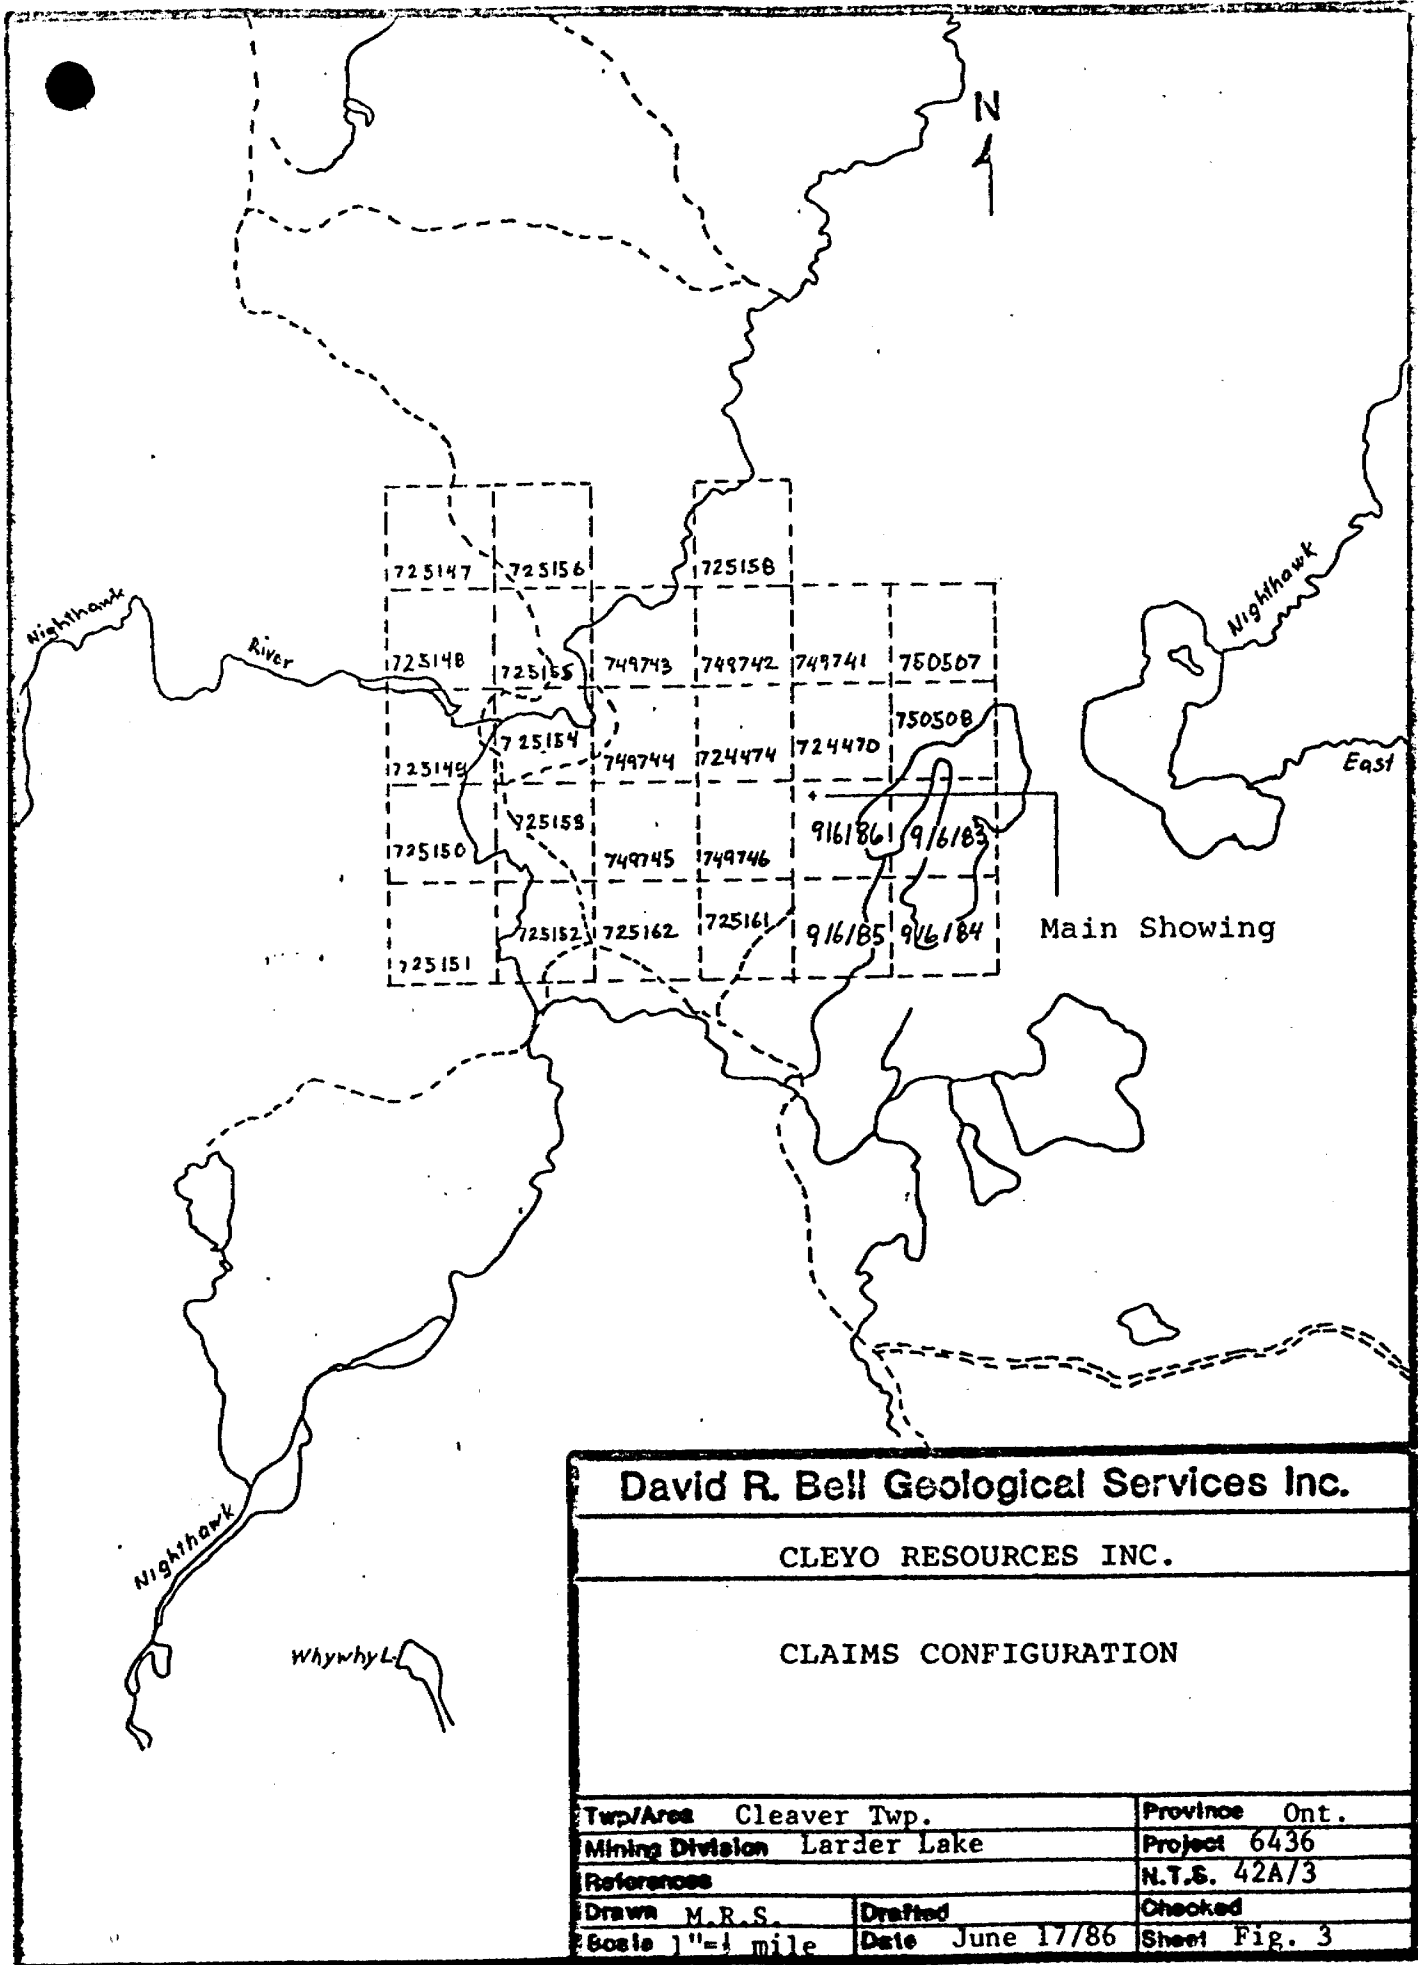 N
725147 725156 725158
Nighthawk
River
Nighthawk
725148 725155 749743 749742 749741 750507
750508
725149 725154 749744 724474 724470
East
725150 725153 749745 749746 916186 916183
725151 725152 725162 725161 916185 916184
Main Showing
Nighthawk
Whywhy L.
David R. Bell Geological Services Inc.
CLEYO RESOURCES INC.
CLAIMS CONFIGURATION
Twp/Area Cleaver Twp. Province Ont.
Mining Division Larder Lake Project 6436
References N.T.S. 42A/3
Drawn M.R.S. Drafted Checked
Scale 1"= mile Date June 17/86 Sheet Fig. 3